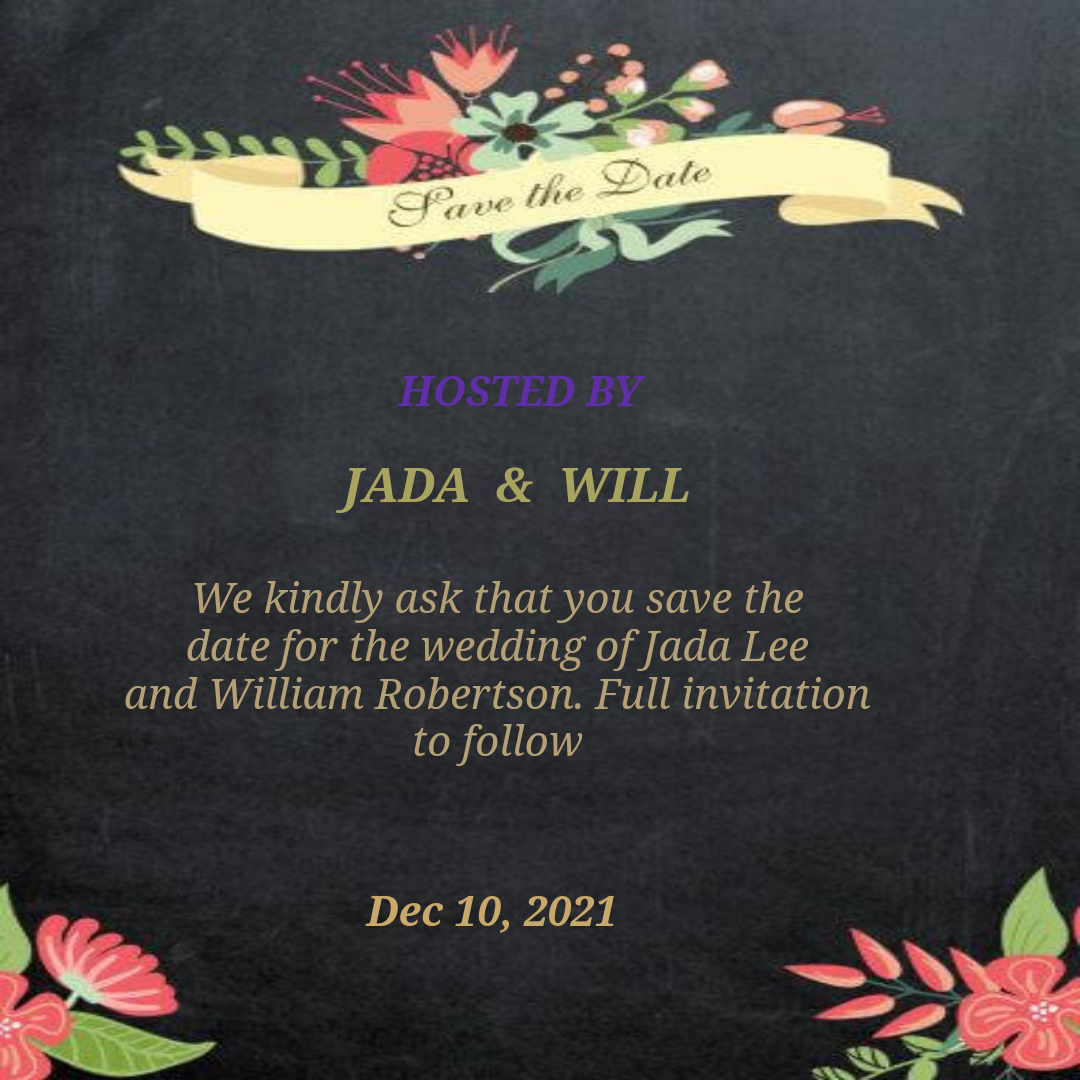 Save the Date
HOSTED BY
JADA & WILL
We kindly ask that you save the
date for the wedding of Jada Lee
and William Robertson. Full invitation
to follow
Dec 10, 2021